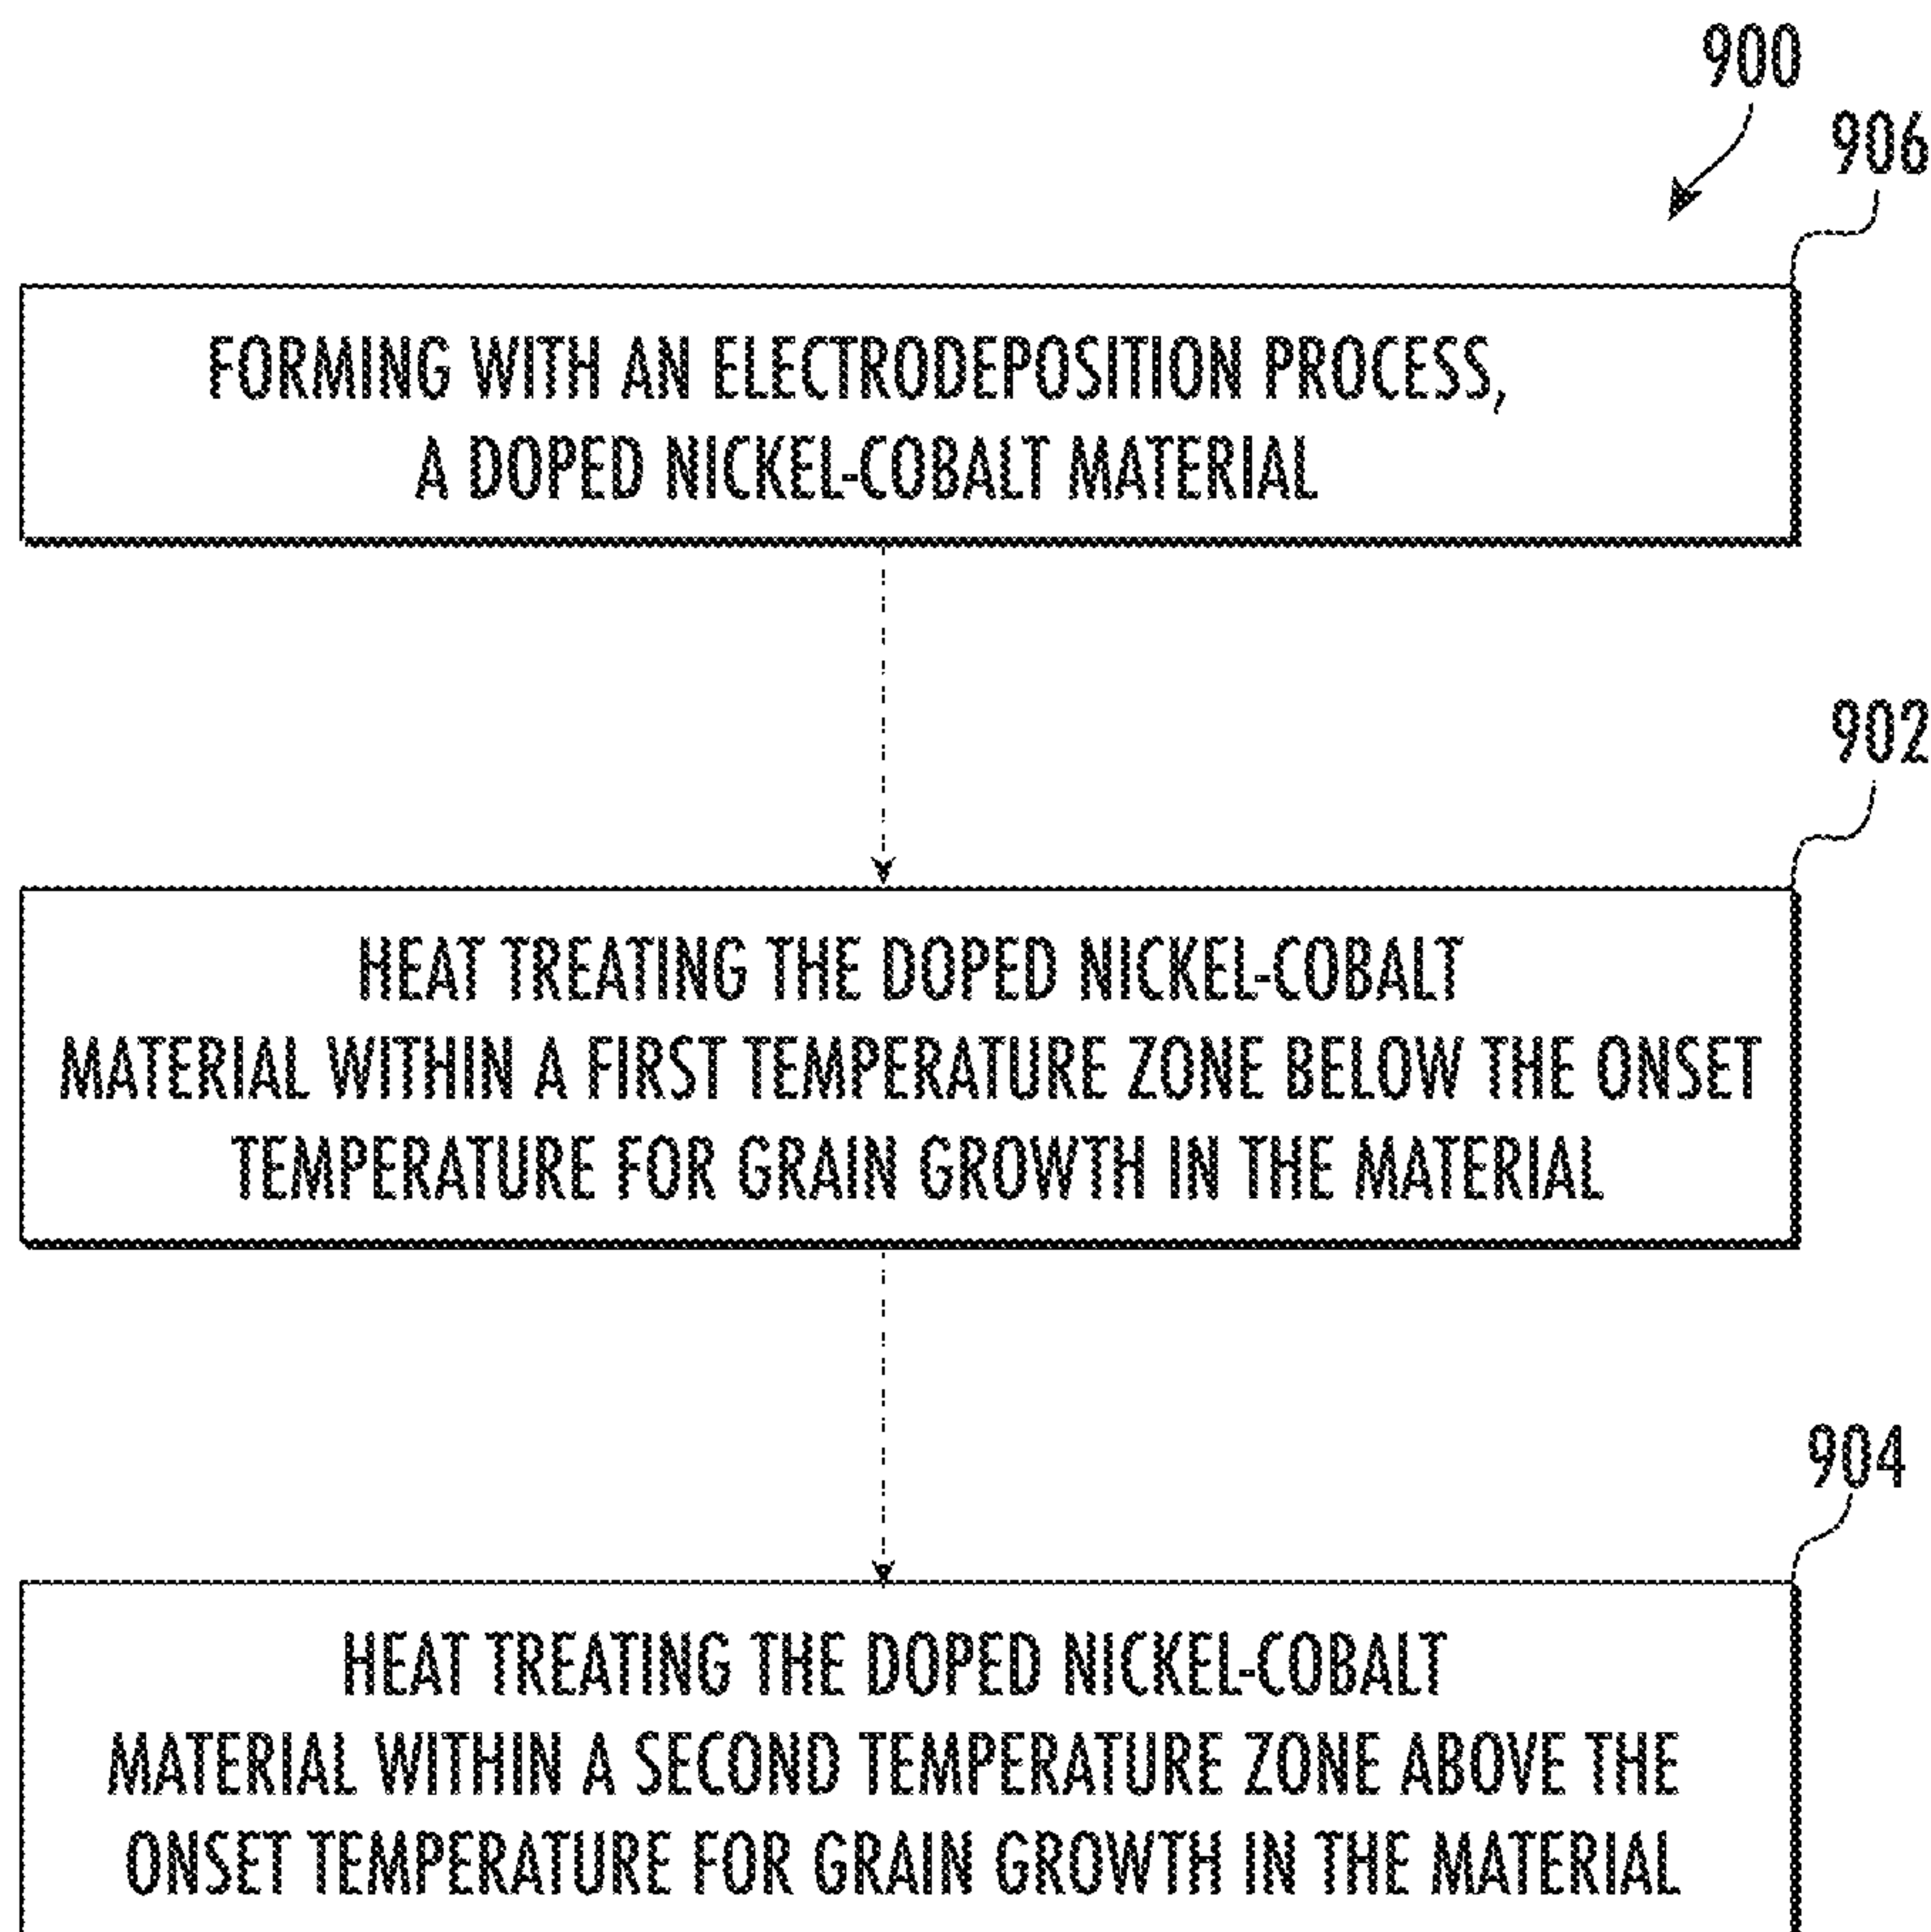 900
906
FORMING WITH AN ELECTRODEPOSITION PROCESS,
A DOPED NICKEL-COBALT MATERIAL
902
HEAT TREATING THE DOPED NICKEL-COBALT
MATERIAL WITHIN A FIRST TEMPERATURE ZONE BELOW THE ONSET
TEMPERATURE FOR GRAIN GROWTH IN THE MATERIAL
904
HEAT TREATING THE DOPED NICKEL-COBALT
MATERIAL WITHIN A SECOND TEMPERATURE ZONE ABOVE THE
ONSET TEMPERATURE FOR GRAIN GROWTH IN THE MATERIAL